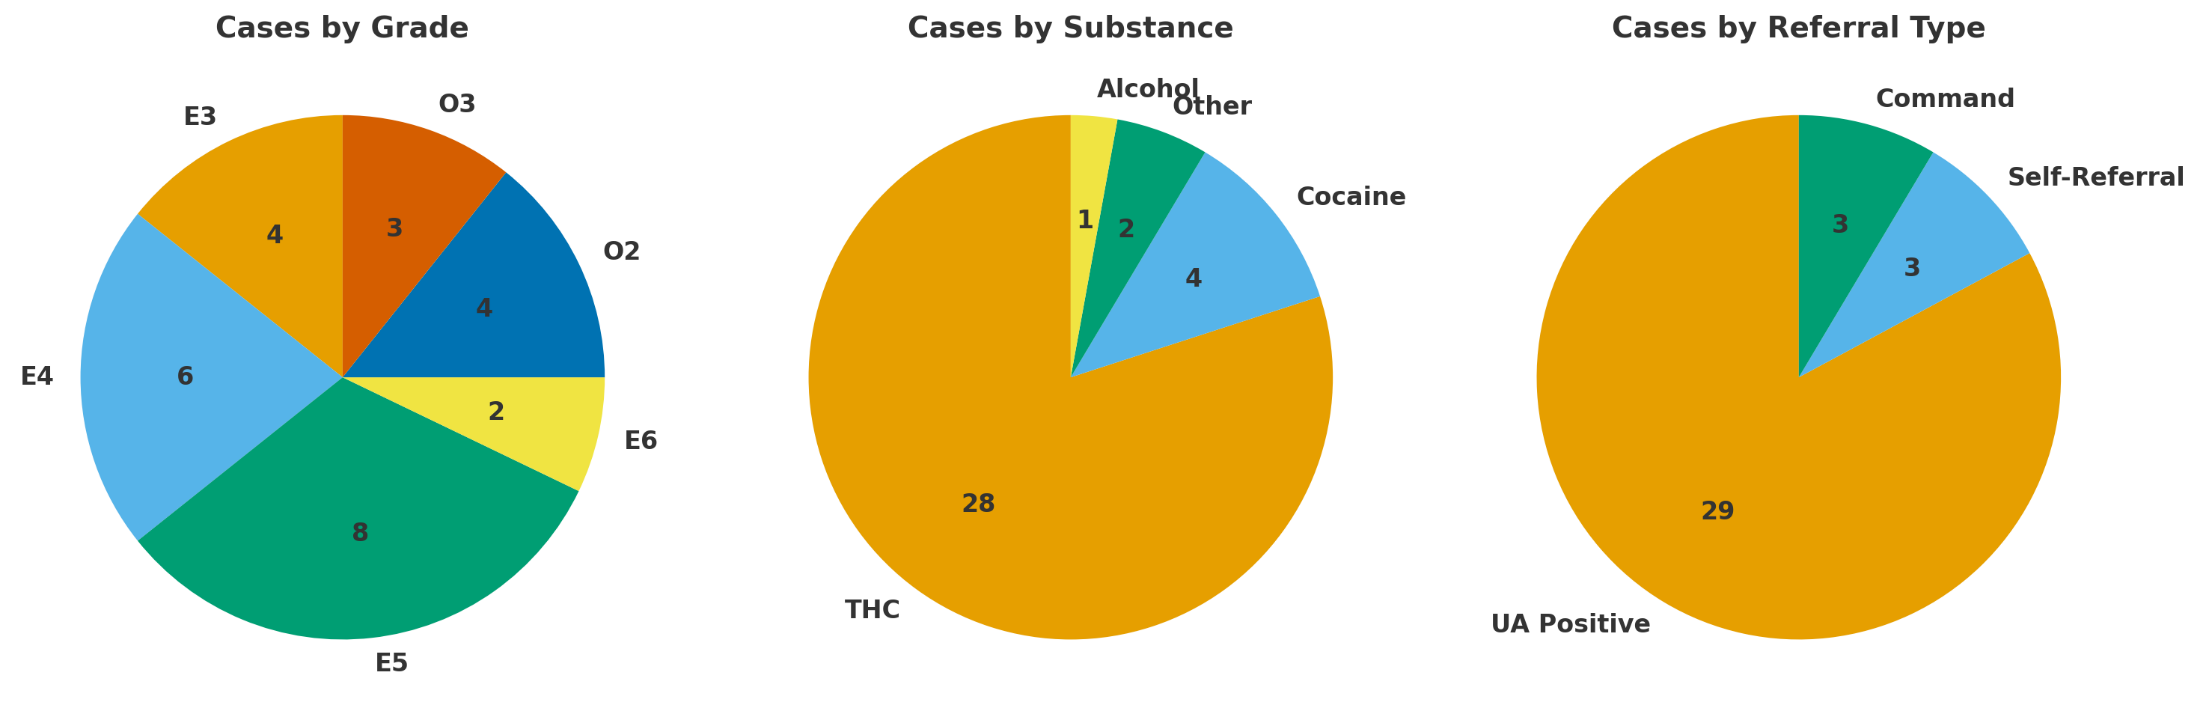 Cases by Grade
O3
E3
O2
E4
E6
E5
3
4
4
6
2
8
Cases by Substance
Alcohol
Other
Cocaine
THC
1
2
4
28
Cases by Referral Type
Command
Self-Referral
UA Positive
3
3
29